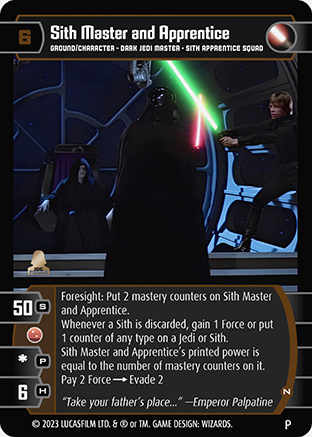 6
Sith Master and Apprentice
GROUND/CHARACTER - DARK JEDI MASTER - SITH APPRENTICE SQUAD
50 S
Foresight: Put 2 mastery counters on Sith Master
and Apprentice.
Whenever a Sith is discarded, gain 1 Force or put
1 counter of any type on a Jedi or Sith.
* P
Sith Master and Apprentice's printed power is
equal to the number of mastery counters on it.
6 H
Pay 2 Force → Evade 2
N
"Take your father's place..." —Emperor Palpatine
© 2023 LUCASFILM LTD. & ® or TM. GAME DESIGN: WIZARDS.
P